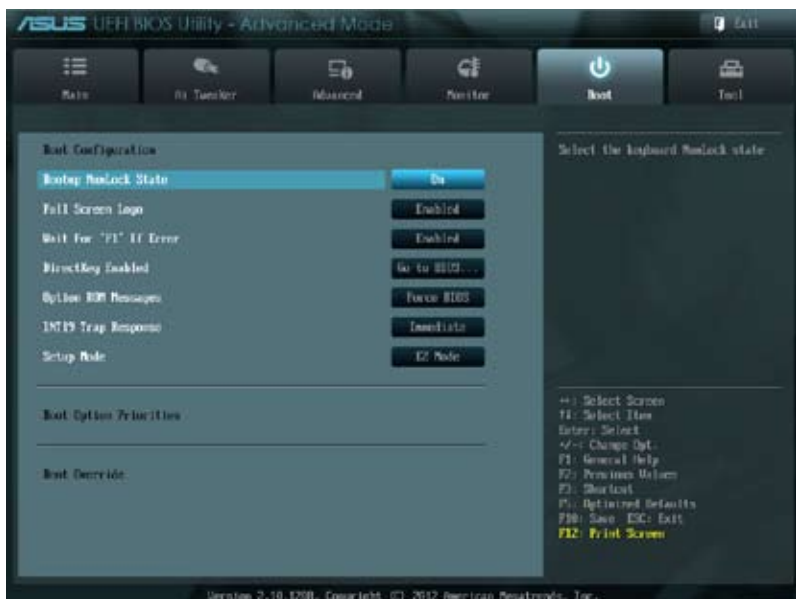 ASUS UEFI BIOS Utility - Advanced Mode
Exit
Main
Ai Tweaker
Advanced
Monitor
Boot
Tool
Boot Configuration
Bootup NumLock State
On
Full Screen Logo
Enabled
Wait For 'F1' If Error
Enabled
DirectKey Enabled
Go to BIOS...
Option ROM Messages
Force BIOS
INT19 Trap Response
Immediate
Setup Mode
EZ Mode
Boot Option Priorities
Boot Override
Select the keyboard NumLock state
→←: Select Screen
↑↓: Select Item
Enter: Select
+/-: Change Opt.
F1: General Help
F2: Previous Values
F3: Shortcut
F5: Optimized Defaults
F10: Save ESC: Exit
F12: Print Screen
Version 2.10.1208. Copyright (C) 2012 American Megatrends, Inc.